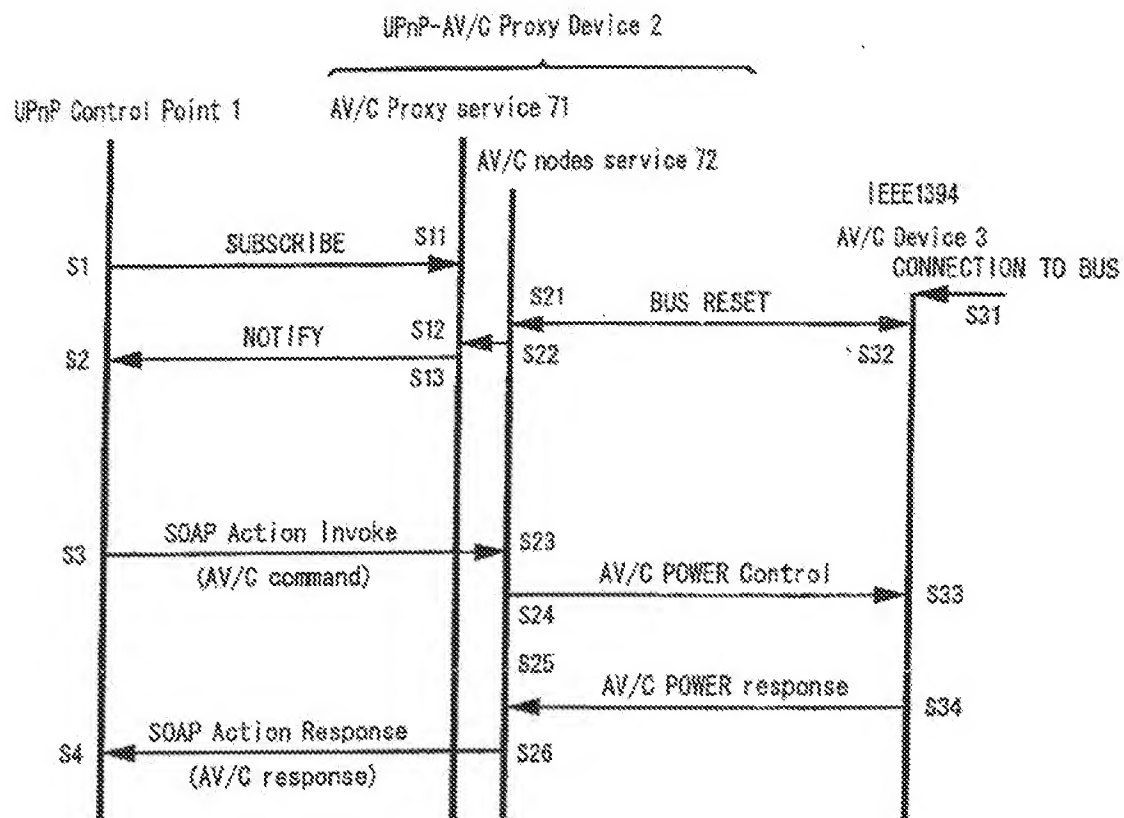 UPnP-AV/C Proxy Device 2
UPnP Control Point 1
AV/C Proxy service 71
AV/C nodes service 72
IEEE1394
AV/C Device 3
CONNECTION TO BUS
S1
SUBSCRIBE
S11
S21
BUS RESET
S31
S2
NOTIFY
S12
S13
S22
S32
S3
SOAP Action Invoke
(AV/C command)
S23
AV/C POWER Control
S24
S33
S25
AV/C POWER response
S34
S4
SOAP Action Response
(AV/C response)
S26